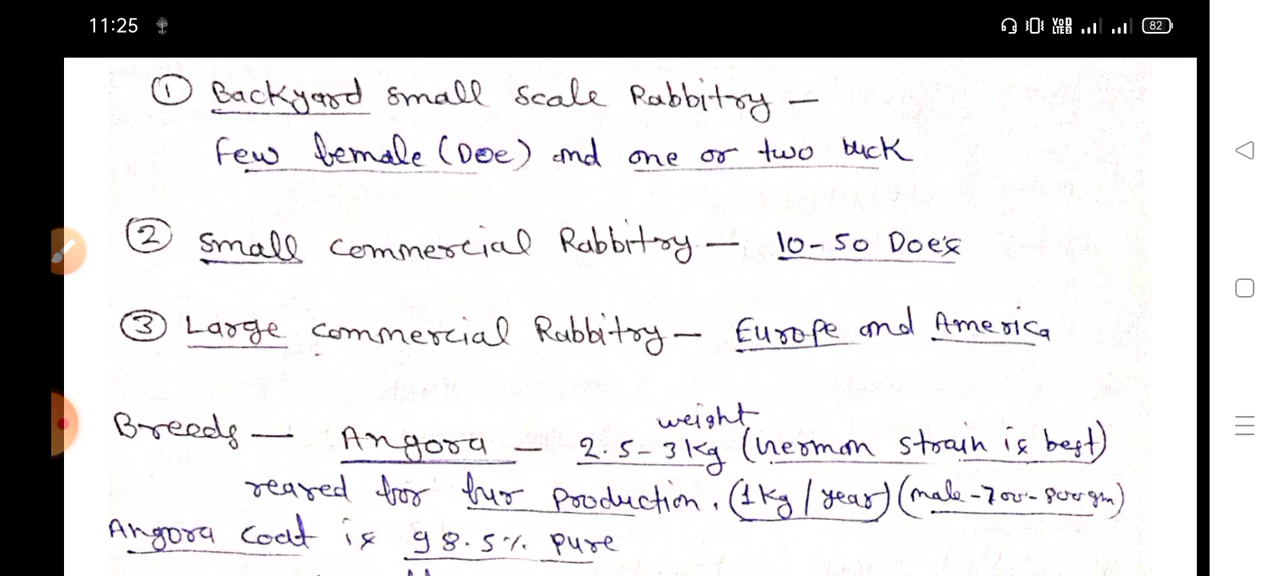 11:25 VoD LTE2 82
① Backyard small scale Rabbitry -
Few female (Doe) and one or two buck
② Small commercial Rabbitry - 10-50 Doe's
③ Large commercial Rabbitry - Europe and America
weight
Breeds - Angora - 2.5-3kg (German strain is best)
reared for fur production. (1kg/year) (male-700-800gm)
Angora Coat is 98.5% pure